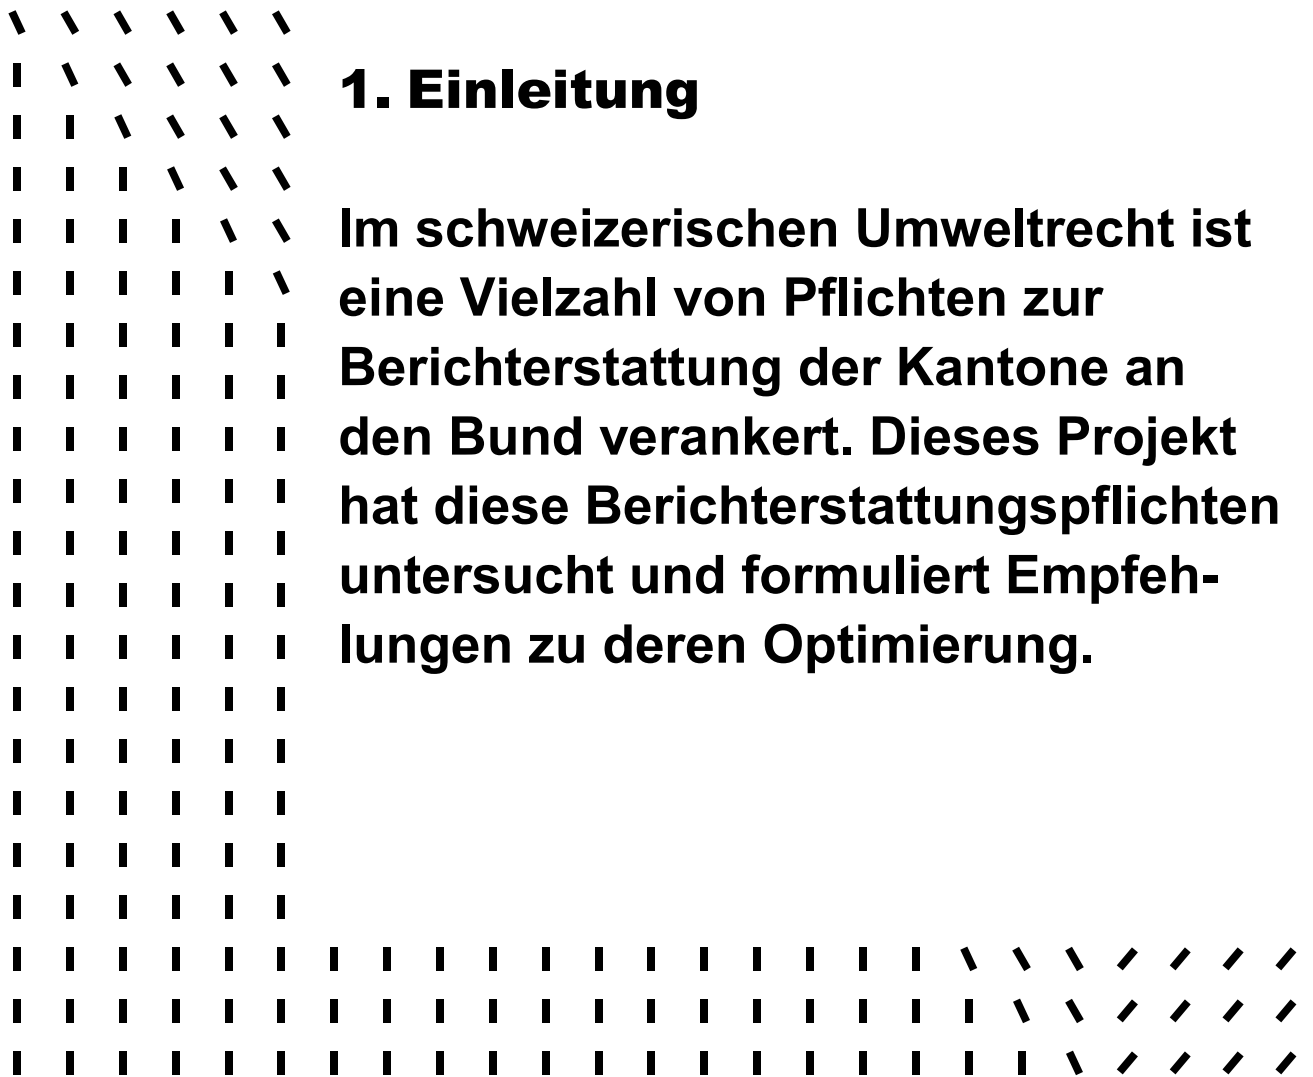 1. Einleitung
Im schweizerischen Umweltrecht ist
eine Vielzahl von Pflichten zur
Berichterstattung der Kantone an
den Bund verankert. Dieses Projekt
hat diese Berichterstattungspflichten
untersucht und formuliert Empfeh-
lungen zu deren Optimierung.